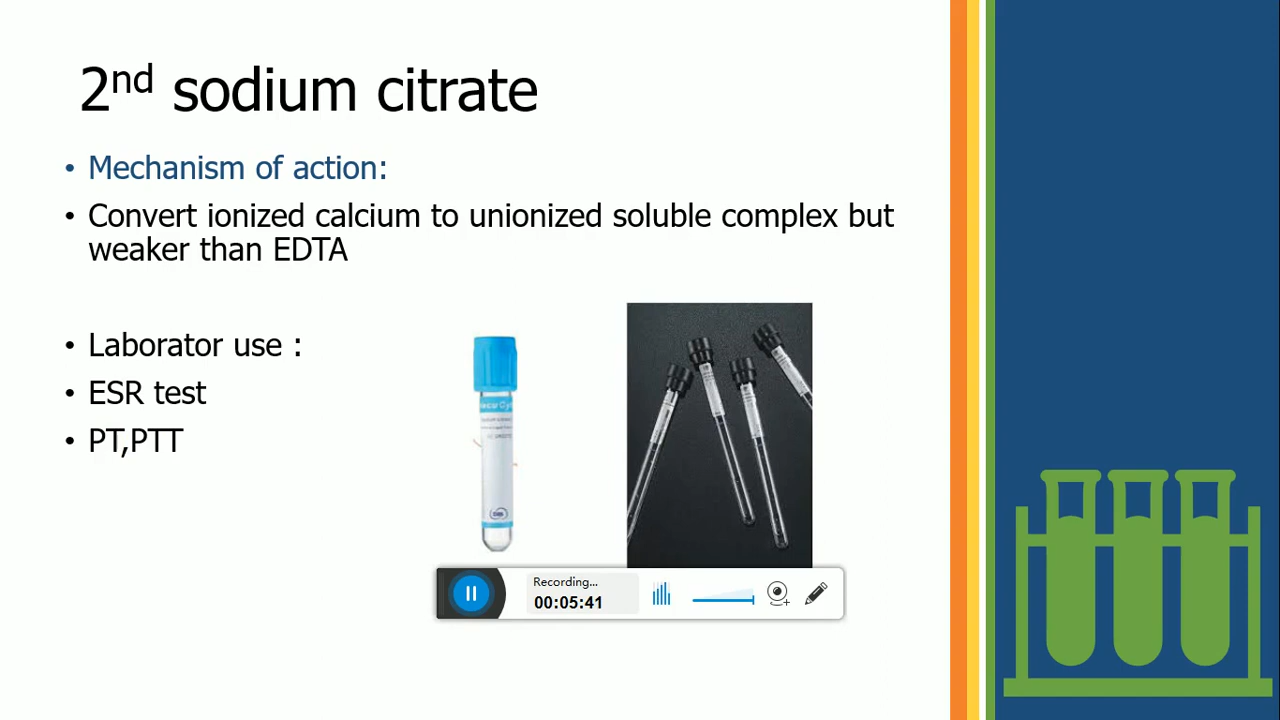 2nd sodium citrate
• Mechanism of action:
• Convert ionized calcium to unionized soluble complex but
weaker than EDTA
• Laborator use :
• ESR test
• PT,PTT
Recording...
00:05:41